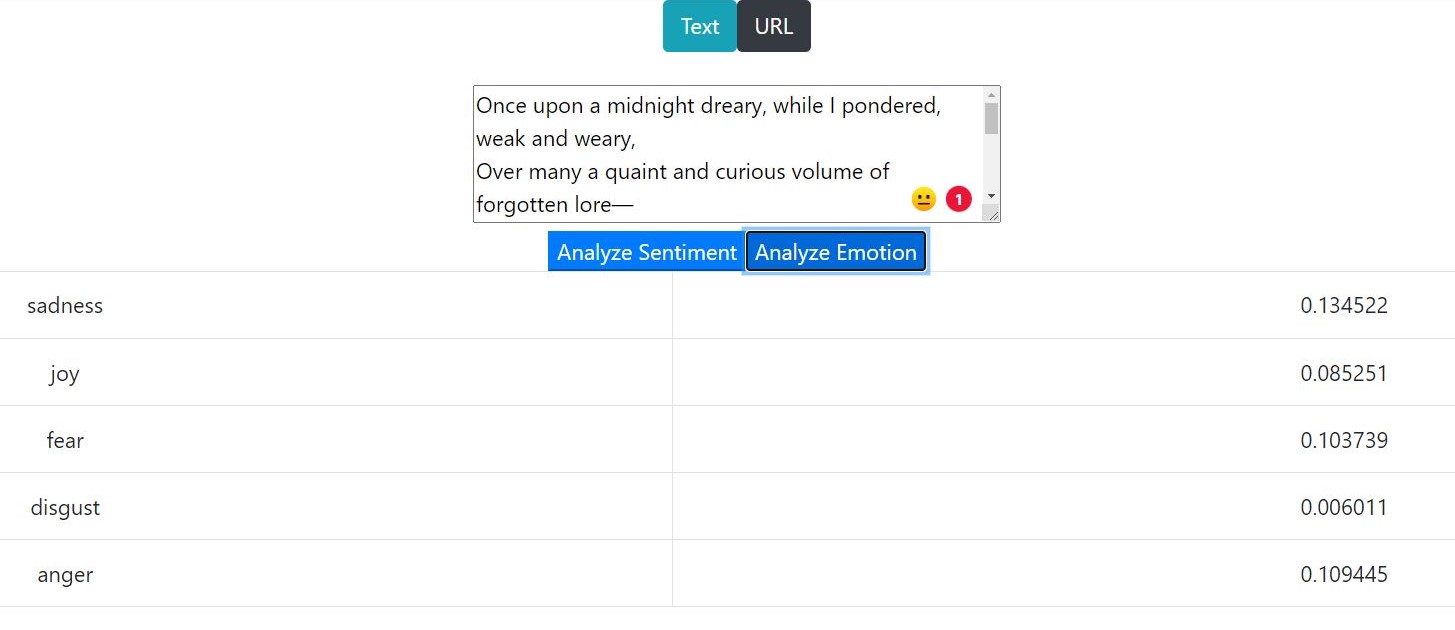 Text URL
Once upon a midnight dreary, while I pondered,
weak and weary,
Over many a quaint and curious volume of
forgotten lore—
1
Analyze Sentiment Analyze Emotion
sadness 0.134522
joy 0.085251
fear 0.103739
disgust 0.006011
anger 0.109445